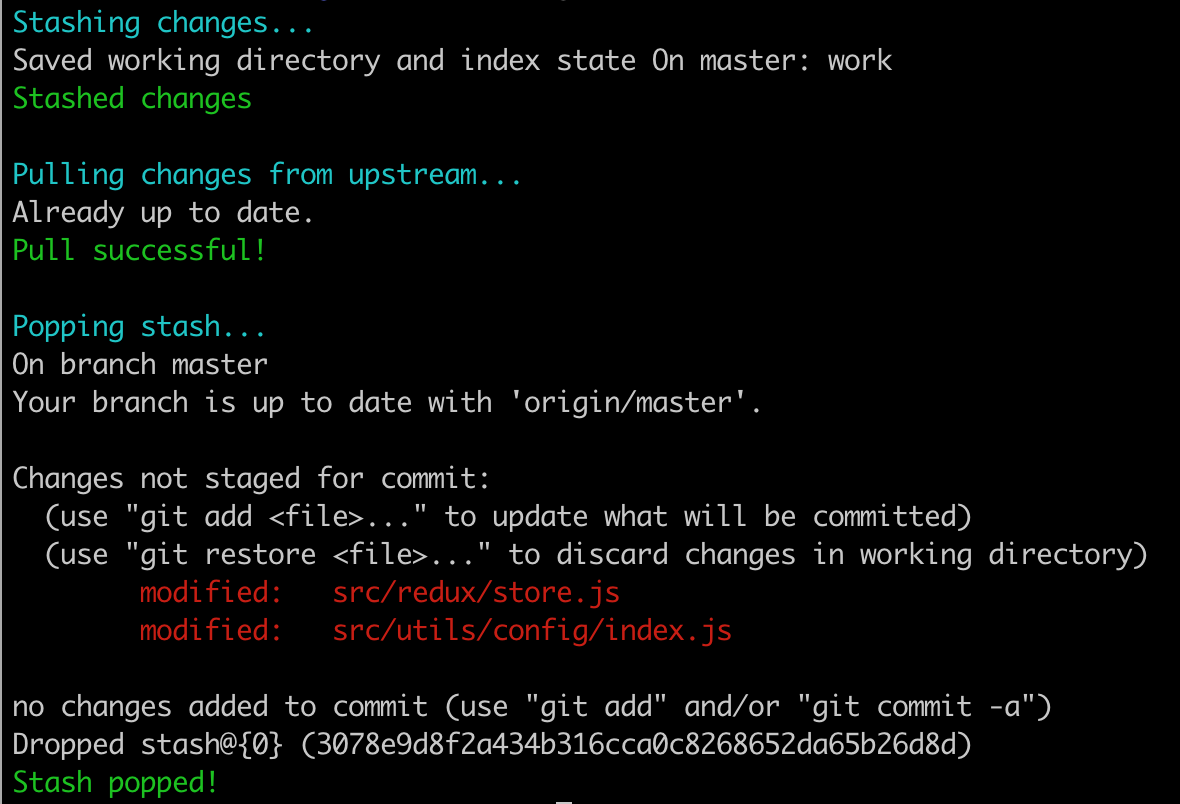 Stashing changes...
Saved working directory and index state On master: work
Stashed changes
Pulling changes from upstream...
Already up to date.
Pull successful!
Popping stash...
On branch master
Your branch is up to date with 'origin/master'.
Changes not staged for commit:
(use "git add <file>..." to update what will be committed)
(use "git restore <file>..." to discard changes in working directory)
modified: src/redux/store.js
modified: src/utils/config/index.js
no changes added to commit (use "git add" and/or "git commit -a")
Dropped stash@{0} (3078e9d8f2a434b316cca0c8268652da65b26d8d)
Stash popped!